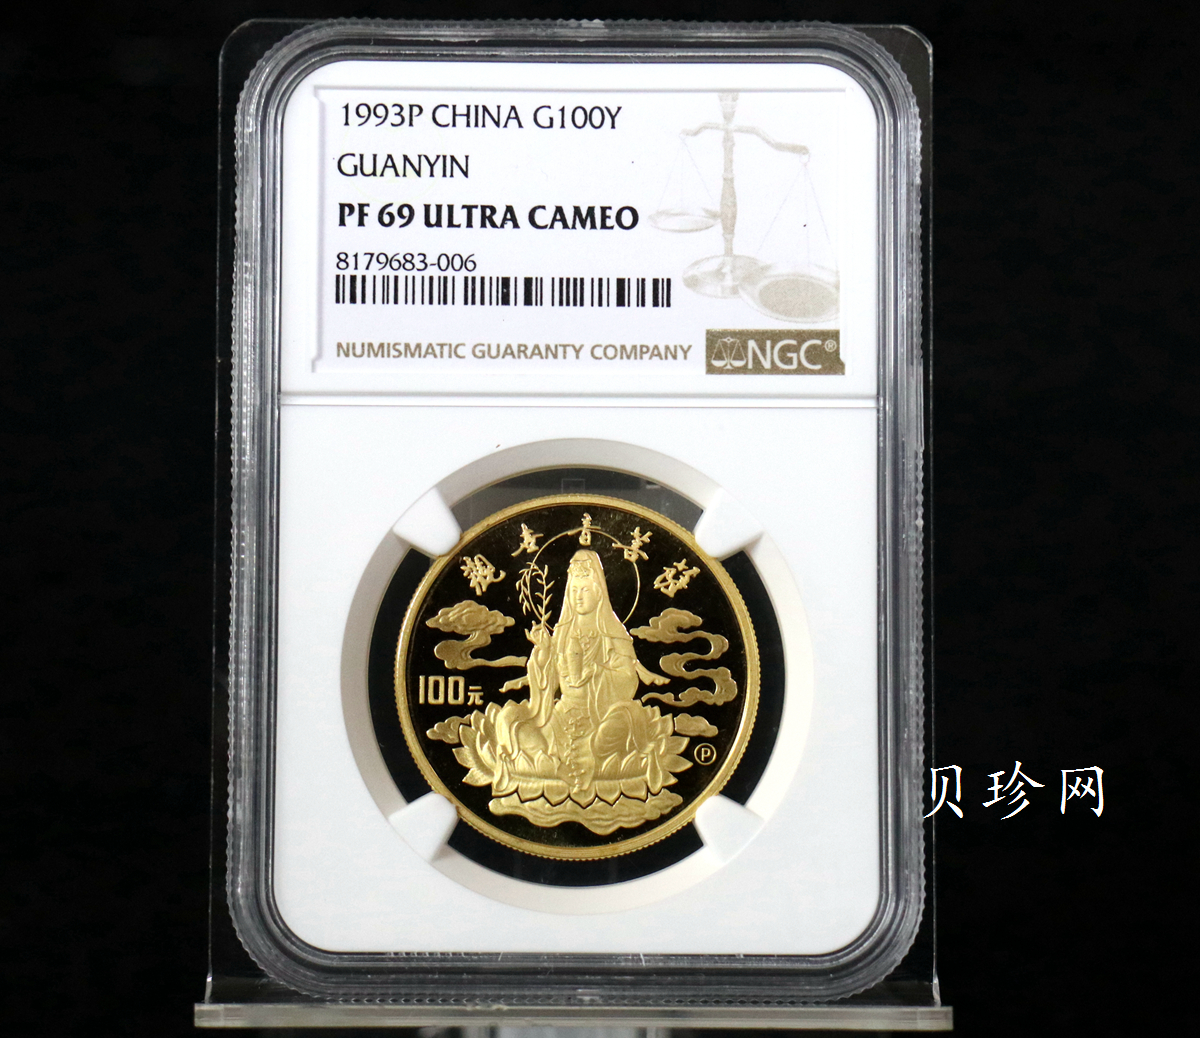 1993P CHINA G100Y
GUANYIN
PF 69 ULTRA CAMEO
8179683-006
NUMISMATIC GUARANTY COMPANY
NGC®
觀世音菩薩
100元
P
贝珍网